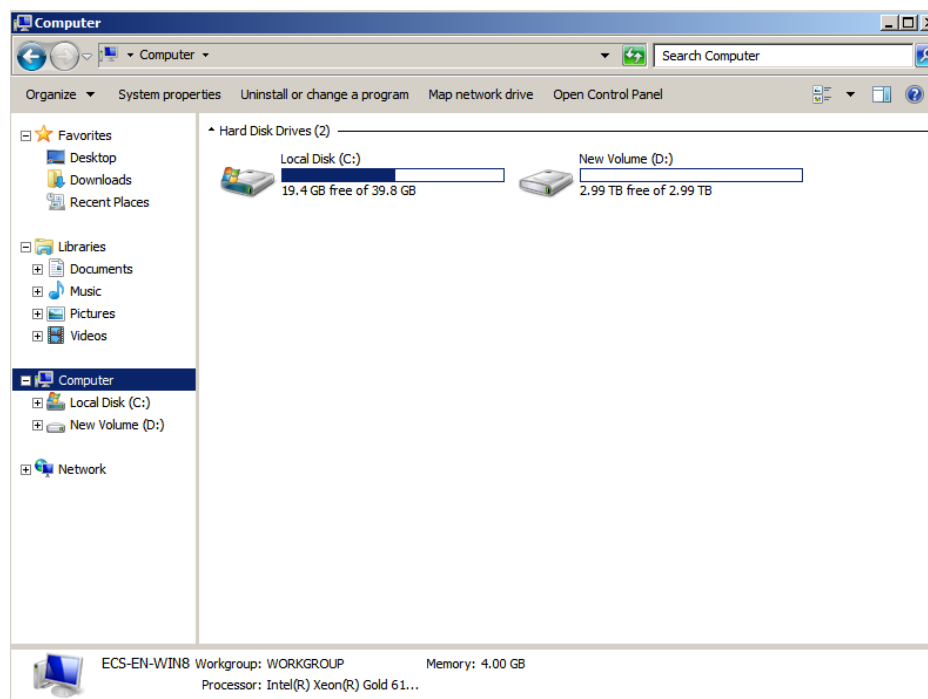 Computer
Computer
Search Computer
Organize
System properties
Uninstall or change a program
Map network drive
Open Control Panel
Favorites
Desktop
Downloads
Recent Places
Libraries
Documents
Music
Pictures
Videos
Computer
Local Disk (C:)
New Volume (D:)
Network
Hard Disk Drives (2)
Local Disk (C:)
19.4 GB free of 39.8 GB
New Volume (D:)
2.99 TB free of 2.99 TB
ECS-EN-WIN8 Workgroup: WORKGROUP
Memory: 4.00 GB
Processor: Intel(R) Xeon(R) Gold 61...